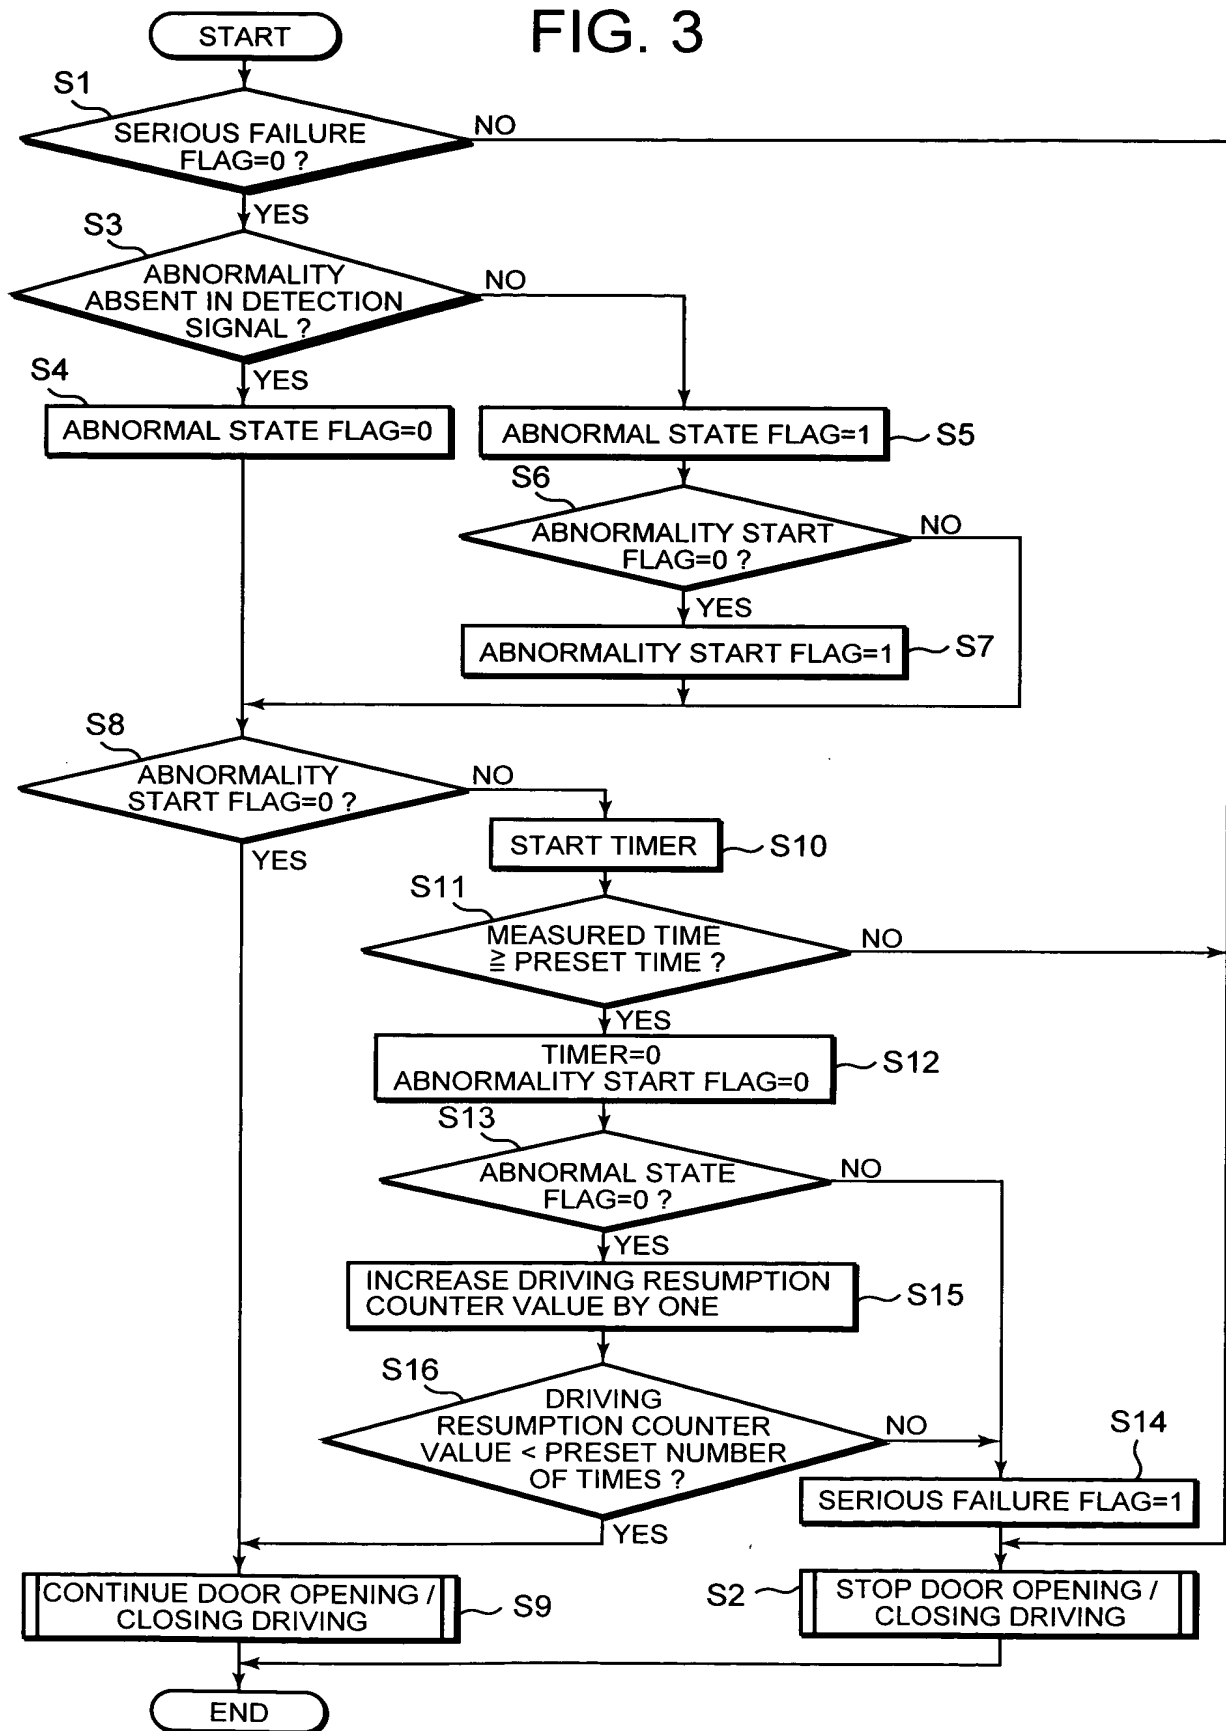 FIG. 3
START
S1
SERIOUS FAILURE
FLAG=0 ?
NO
YES
S3
ABNORMALITY
ABSENT IN DETECTION
SIGNAL ?
NO
YES
S4
ABNORMAL STATE FLAG=0
ABNORMAL STATE FLAG=1
S5
S6
ABNORMALITY START
FLAG=0 ?
NO
YES
ABNORMALITY START FLAG=1
S7
S8
ABNORMALITY
START FLAG=0 ?
NO
YES
START TIMER
S10
S11
MEASURED TIME
≧ PRESET TIME ?
NO
YES
TIMER=0
ABNORMALITY START FLAG=0
S12
S13
ABNORMAL STATE
FLAG=0 ?
NO
YES
INCREASE DRIVING RESUMPTION
COUNTER VALUE BY ONE
S15
S16
DRIVING
RESUMPTION COUNTER
VALUE < PRESET NUMBER
OF TIMES ?
NO
YES
S14
SERIOUS FAILURE FLAG=1
CONTINUE DOOR OPENING /
CLOSING DRIVING
S9
S2
STOP DOOR OPENING /
CLOSING DRIVING
END